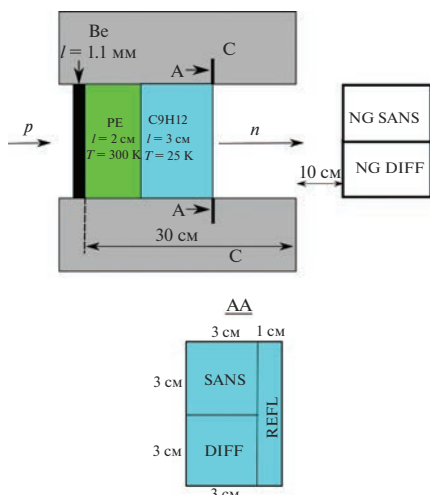 Be
l = 1.1 мм
C
A
PE
l = 2 см
T = 300 K
C9H12
l = 3 см
T = 25 K
p
n
NG SANS
NG DIFF
10 см
A
30 см
C
AA
3 см 1 см
3 см
SANS
REFL
3 см
DIFF
3 см